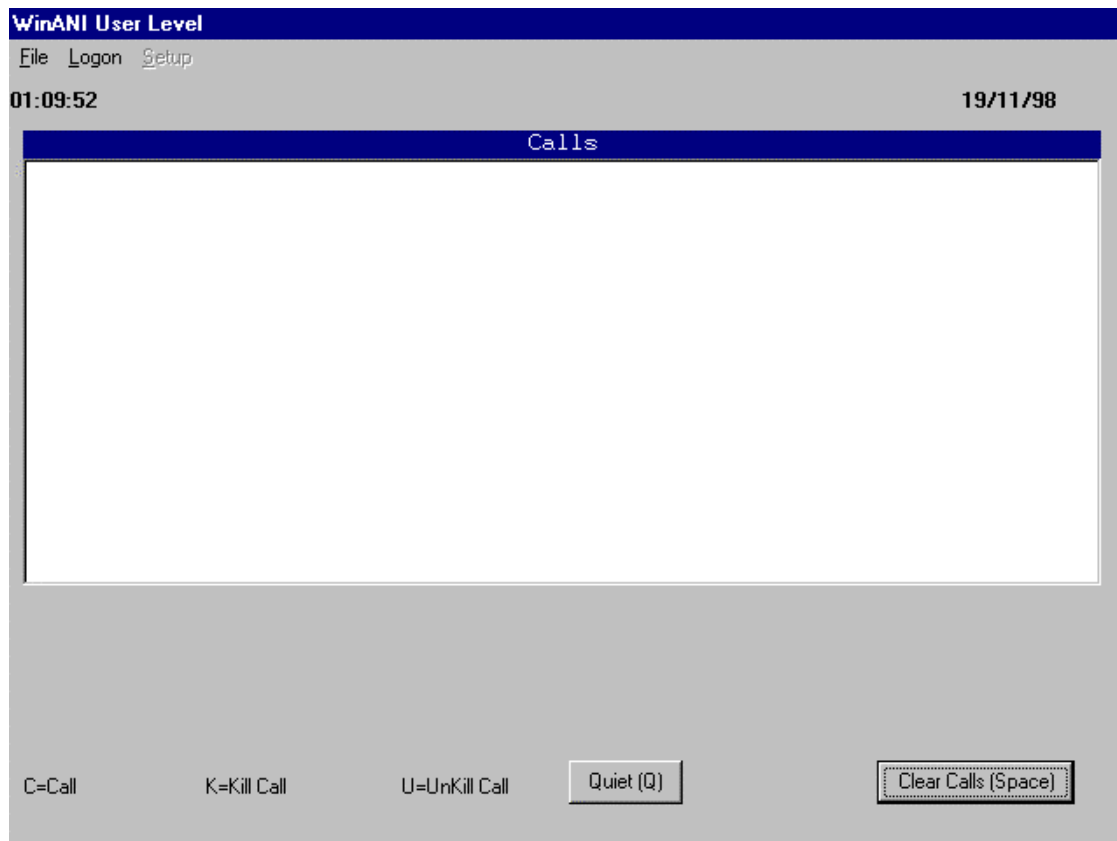 WinANI User Level
File Logon Setup
01:09:52 19/11/98
Calls
C=Call K=Kill Call U=UnKill Call Quiet (Q) Clear Calls (Space)